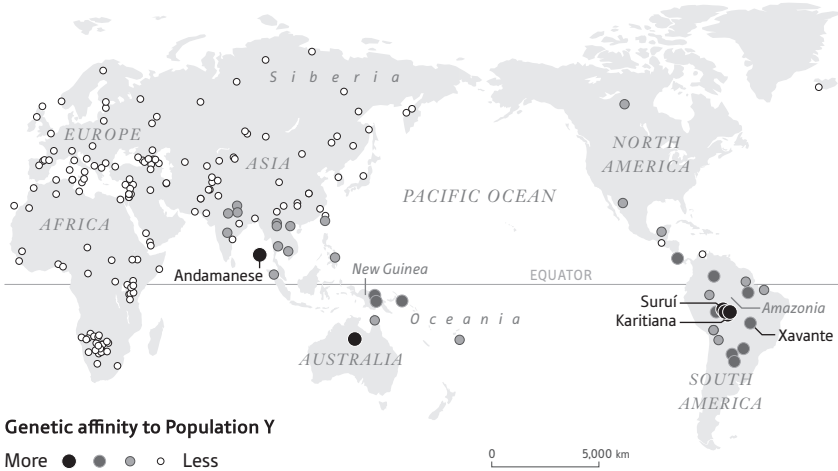 Siberia
EUROPE
ASIA
NORTH
AMERICA
PACIFIC OCEAN
AFRICA
Andamanese
New Guinea
EQUATOR
Suruí
Karitiana
Amazonia
Oceania
Xavante
AUSTRALIA
SOUTH
AMERICA
Genetic affinity to Population Y
More Less
0 5,000 km